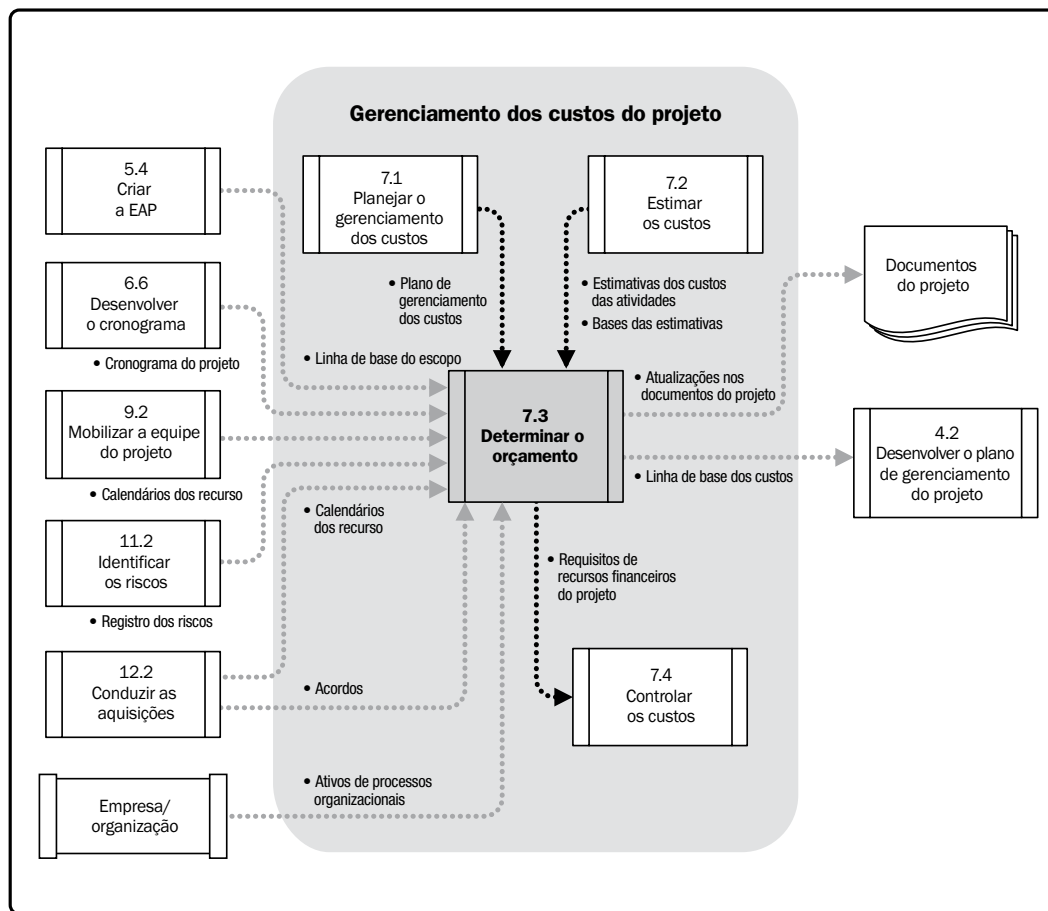 Gerenciamento dos custos do projeto
5.4
Criar
a EAP
6.6
Desenvolver
o cronograma
• Cronograma do projeto
9.2
Mobilizar a equipe
do projeto
• Calendários dos recurso
11.2
Identificar
os riscos
• Registro dos riscos
12.2
Conduzir as
aquisições
Empresa/
organização
7.1
Planejar o
gerenciamento
dos custos
• Plano de
gerenciamento
dos custos
7.2
Estimar
os custos
• Estimativas dos custos
das atividades
• Bases das estimativas
• Linha de base do escopo
7.3
Determinar o
orçamento
• Calendários
dos recurso
• Acordos
• Ativos de processos
organizacionais
• Requisitos de
recursos financeiros
do projeto
7.4
Controlar
os custos
• Atualizações nos
documentos do projeto
• Linha de base dos custos
Documentos
do projeto
4.2
Desenvolver o plano
de gerenciamento
do projeto